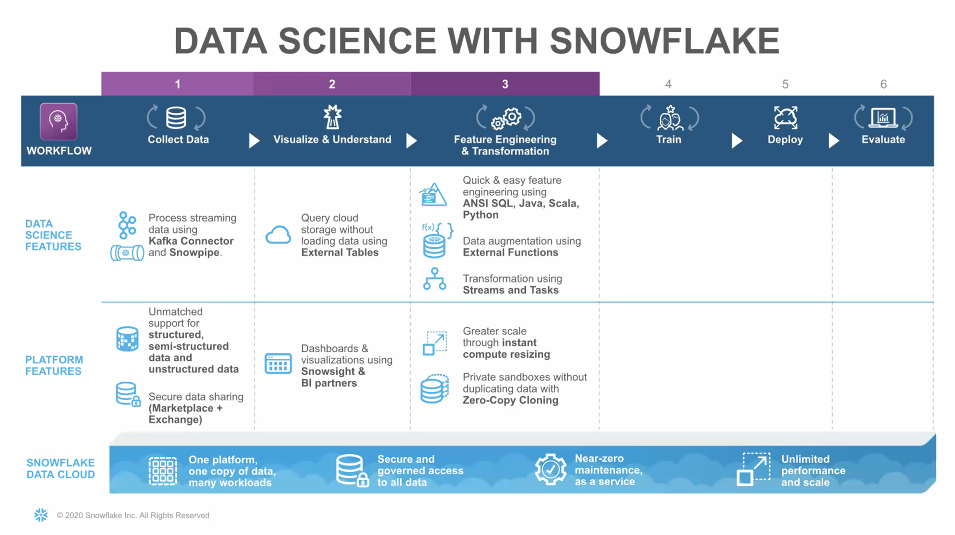 DATA SCIENCE WITH SNOWFLAKE
1 2 3 4 5 6
WORKFLOW
Collect Data
Visualize & Understand
Feature Engineering
& Transformation
Train
Deploy
Evaluate
DATA
SCIENCE
FEATURES
Process streaming
data using
Kafka Connector
and Snowpipe.
Query cloud
storage without
loading data using
External Tables
Quick & easy feature
engineering using
ANSI SQL, Java, Scala,
Python
f(x){ }
Data augmentation using
External Functions
Transformation using
Streams and Tasks
PLATFORM
FEATURES
Unmatched
support for
structured,
semi-structured
data and
unstructured data
Secure data sharing
(Marketplace +
Exchange)
Dashboards &
visualizations using
Snowsight &
BI partners
Greater scale
through instant
compute resizing
Private sandboxes without
duplicating data with
Zero-Copy Cloning
SNOWFLAKE
DATA CLOUD
One platform,
one copy of data,
many workloads
Secure and
governed access
to all data
Near-zero
maintenance,
as a service
Unlimited
performance
and scale
© 2020 Snowflake Inc. All Rights Reserved